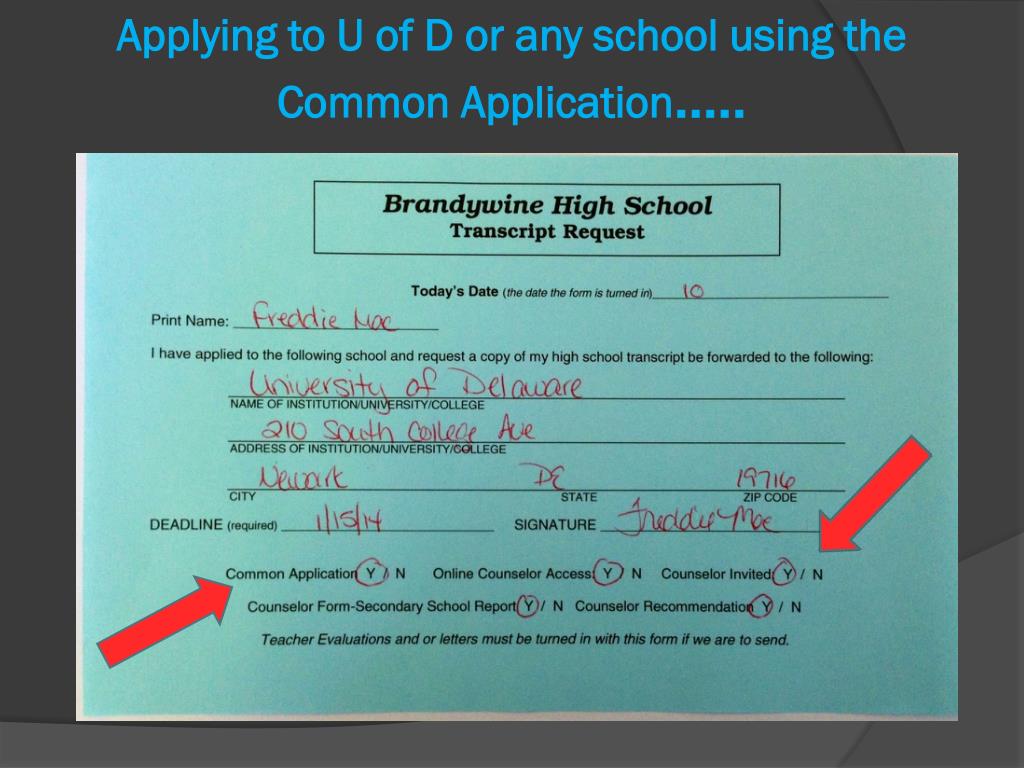 Applying to U of D or any school using the
Common Application.....
Brandywine High School
Transcript Request
Today's Date (the date the form is turned in) 10
Print Name: Freddie Mac
I have applied to the following school and request a copy of my high school transcript be forwarded to the following:
University of Delaware
NAME OF INSTITUTION/UNIVERSITY/COLLEGE
210 South College Ave
ADDRESS OF INSTITUTION/UNIVERSITY/COLLEGE
Newark DE 19716
CITY STATE ZIP CODE
DEADLINE (required) 1/15/14 SIGNATURE Freddie Mac
Common Application Y / N Online Counselor Access: Y / N Counselor Invited: Y / N
Counselor Form-Secondary School Report Y / N Counselor Recommendation Y / N
Teacher Evaluations and or letters must be turned in with this form if we are to send.